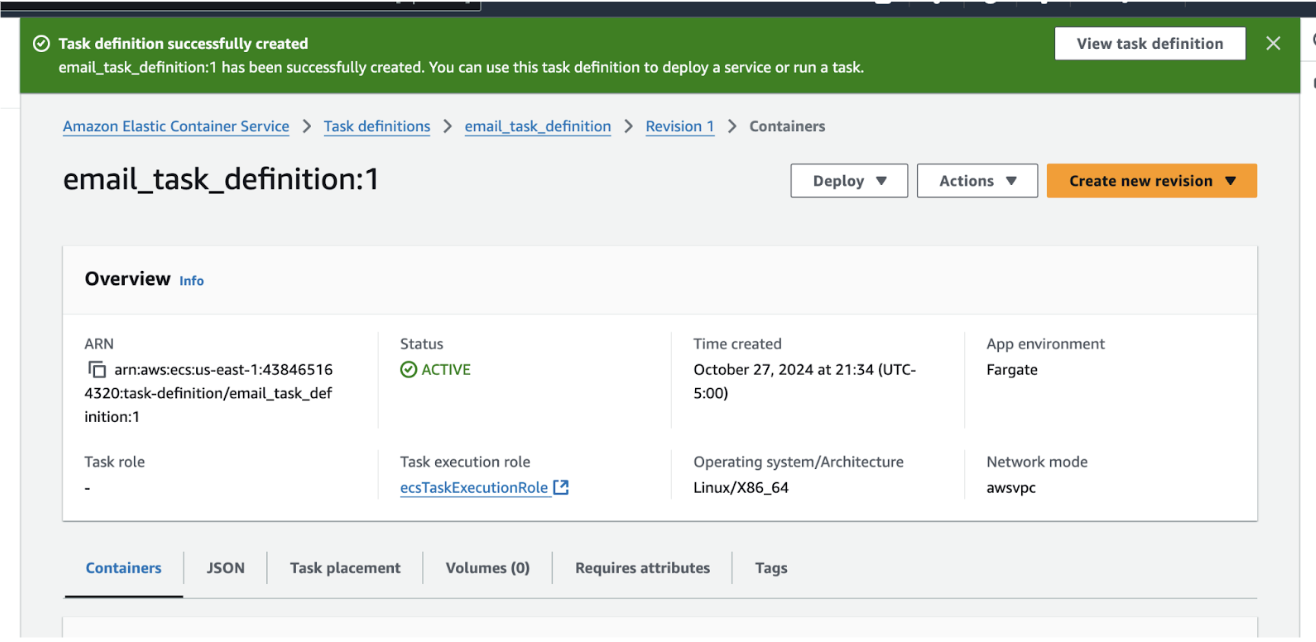 Task definition successfully created
View task definition
email_task_definition:1 has been successfully created. You can use this task definition to deploy a service or run a task.
Amazon Elastic Container Service > Task definitions > email_task_definition > Revision 1 > Containers
email_task_definition:1
Deploy
Actions
Create new revision
Overview Info
ARN
arn:aws:ecs:us-east-1:43846516
4320:task-definition/email_task_def
inition:1
Status
ACTIVE
Time created
October 27, 2024 at 21:34 (UTC-
5:00)
App environment
Fargate
Task role
-
Task execution role
ecsTaskExecutionRole
Operating system/Architecture
Linux/X86_64
Network mode
awsvpc
Containers
JSON
Task placement
Volumes (0)
Requires attributes
Tags